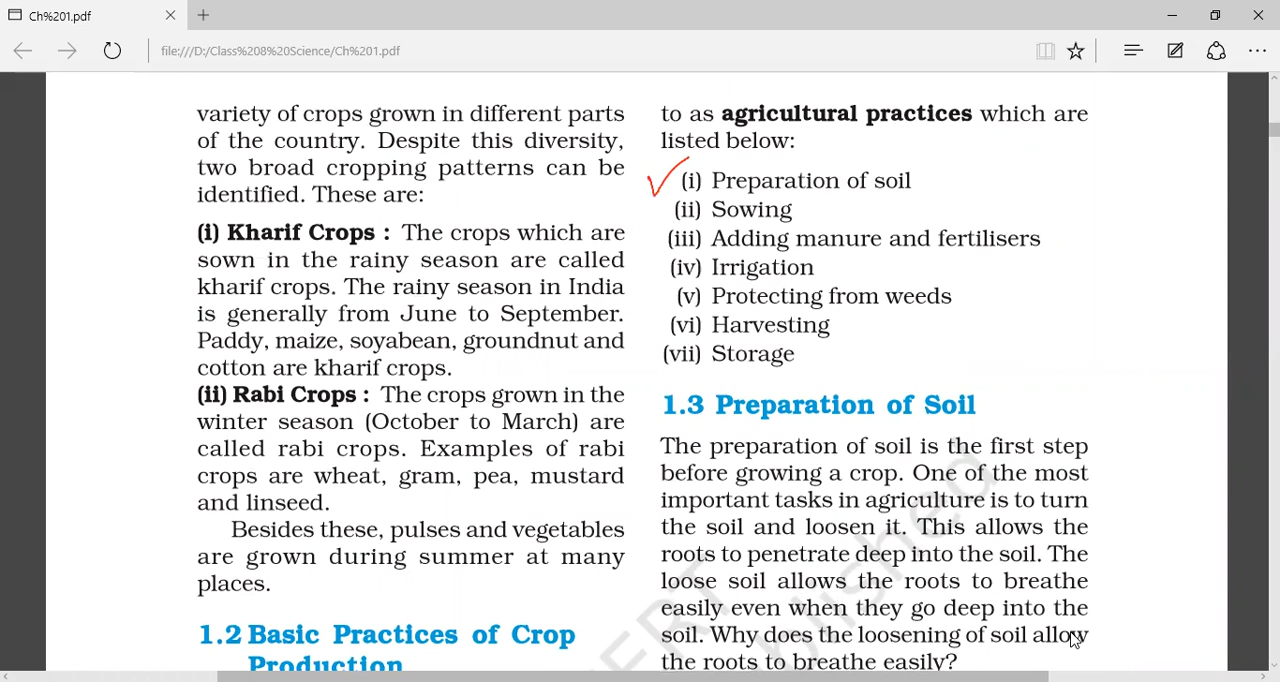 Ch%201.pdf
file:///D:/Class%208%20Science/Ch%201.pdf
variety of crops grown in different parts
of the country. Despite this diversity,
two broad cropping patterns can be
identified. These are:
(i) Kharif Crops : The crops which are
sown in the rainy season are called
kharif crops. The rainy season in India
is generally from June to September.
Paddy, maize, soyabean, groundnut and
cotton are kharif crops.
(ii) Rabi Crops : The crops grown in the
winter season (October to March) are
called rabi crops. Examples of rabi
crops are wheat, gram, pea, mustard
and linseed.
Besides these, pulses and vegetables
are grown during summer at many
places.
1.2 Basic Practices of Crop
Production
to as agricultural practices which are
listed below:
(i) Preparation of soil
(ii) Sowing
(iii) Adding manure and fertilisers
(iv) Irrigation
(v) Protecting from weeds
(vi) Harvesting
(vii) Storage
1.3 Preparation of Soil
The preparation of soil is the first step
before growing a crop. One of the most
important tasks in agriculture is to turn
the soil and loosen it. This allows the
roots to penetrate deep into the soil. The
loose soil allows the roots to breathe
easily even when they go deep into the
soil. Why does the loosening of soil allow
the roots to breathe easily?